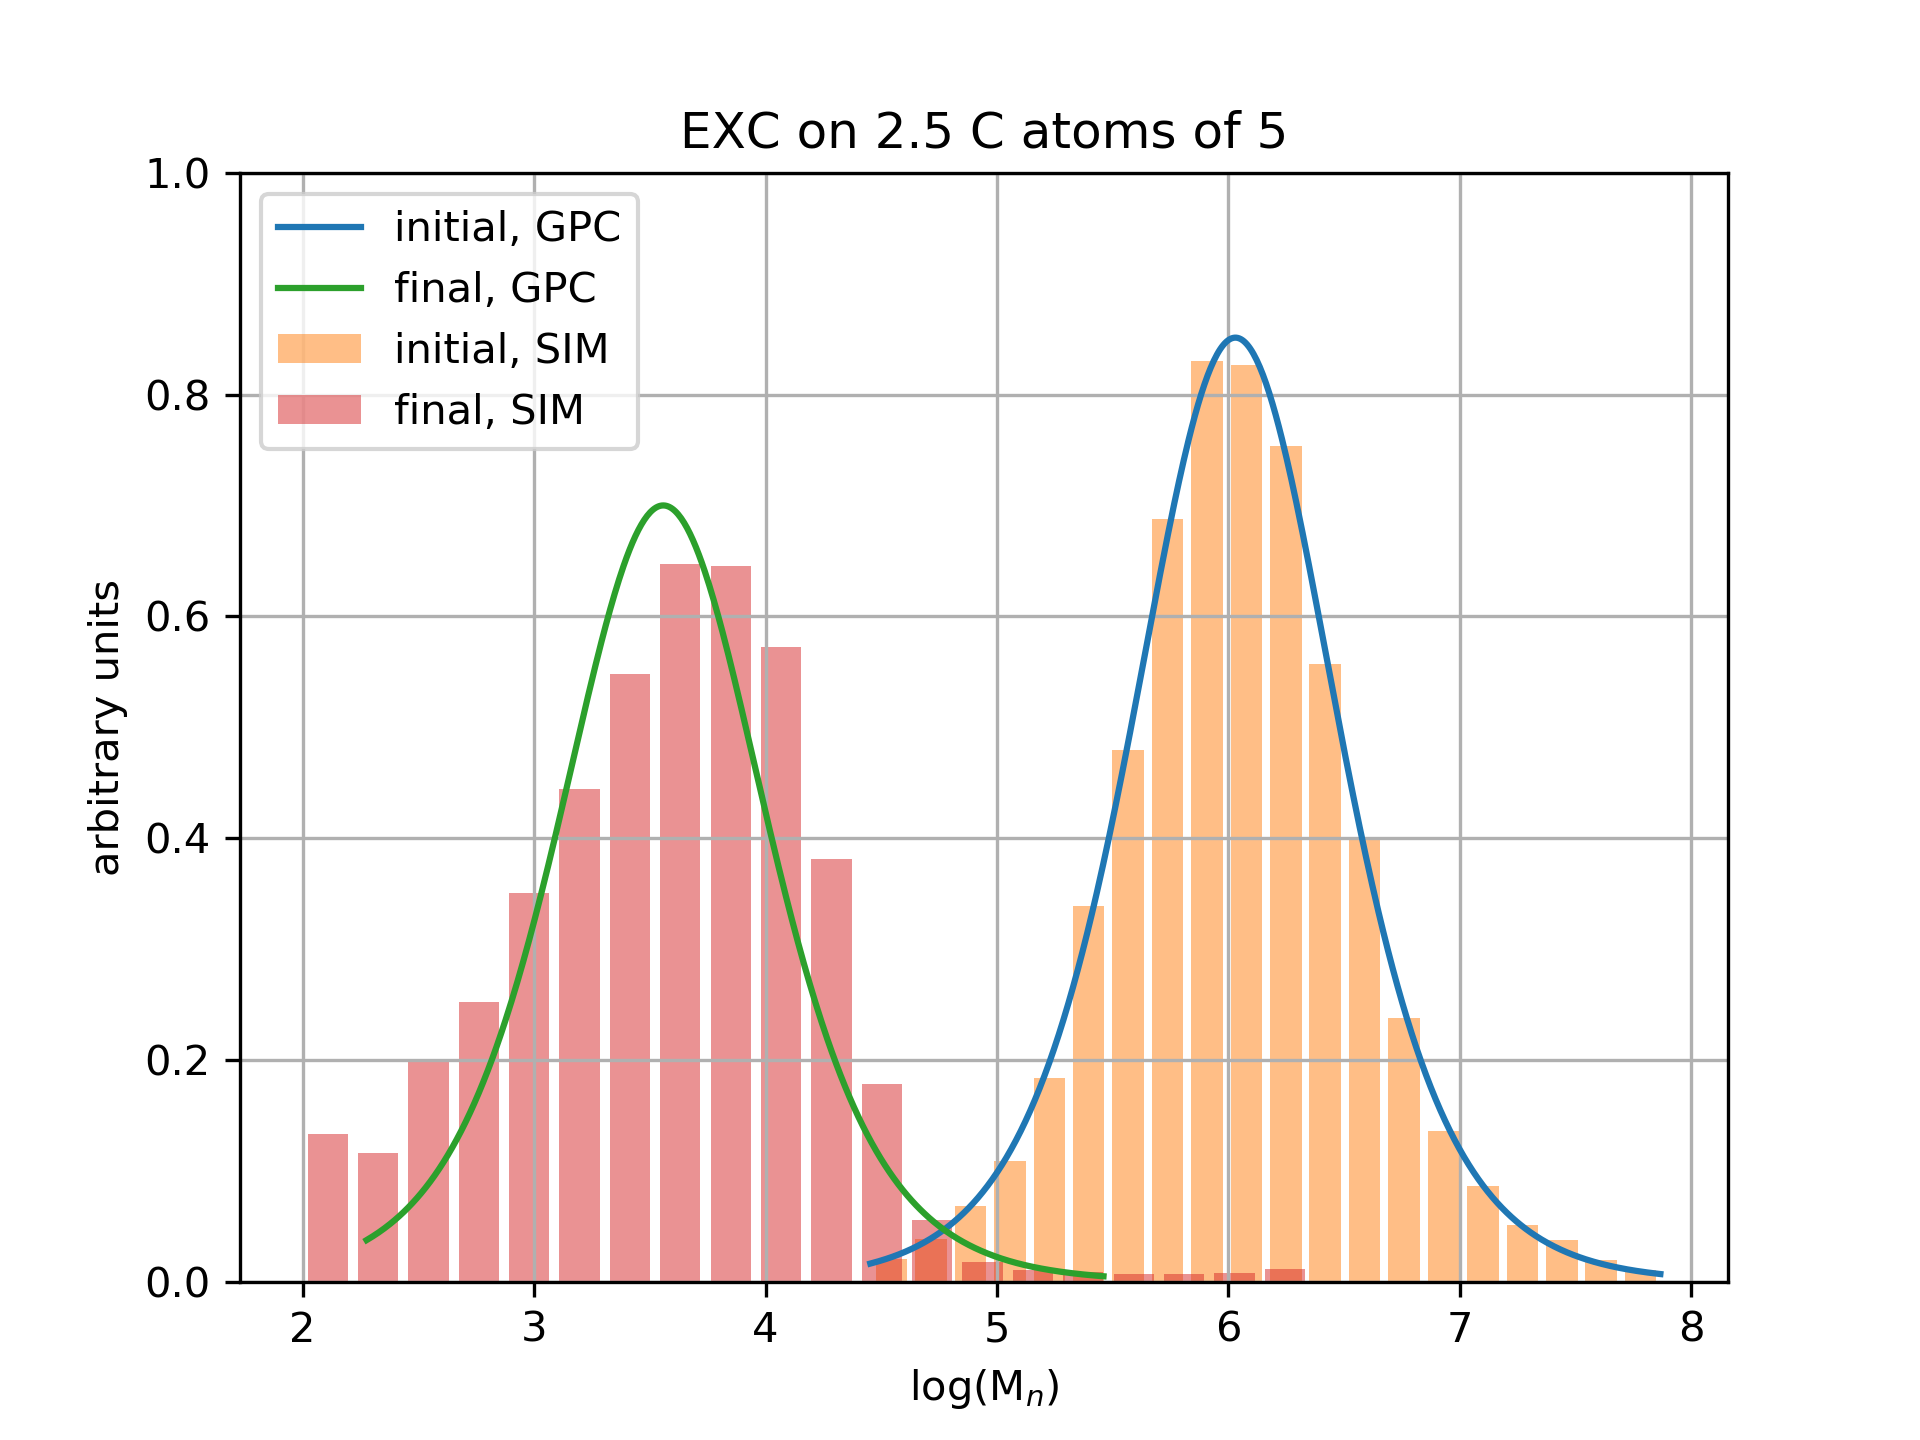 EXC on 2.5 C atoms of 5
1.0
0.8
0.6
0.4
0.2
0.0
arbitrary units
initial, GPC
final, GPC
initial, SIM
final, SIM
2 3 4 5 6 7 8
log(Mₙ)